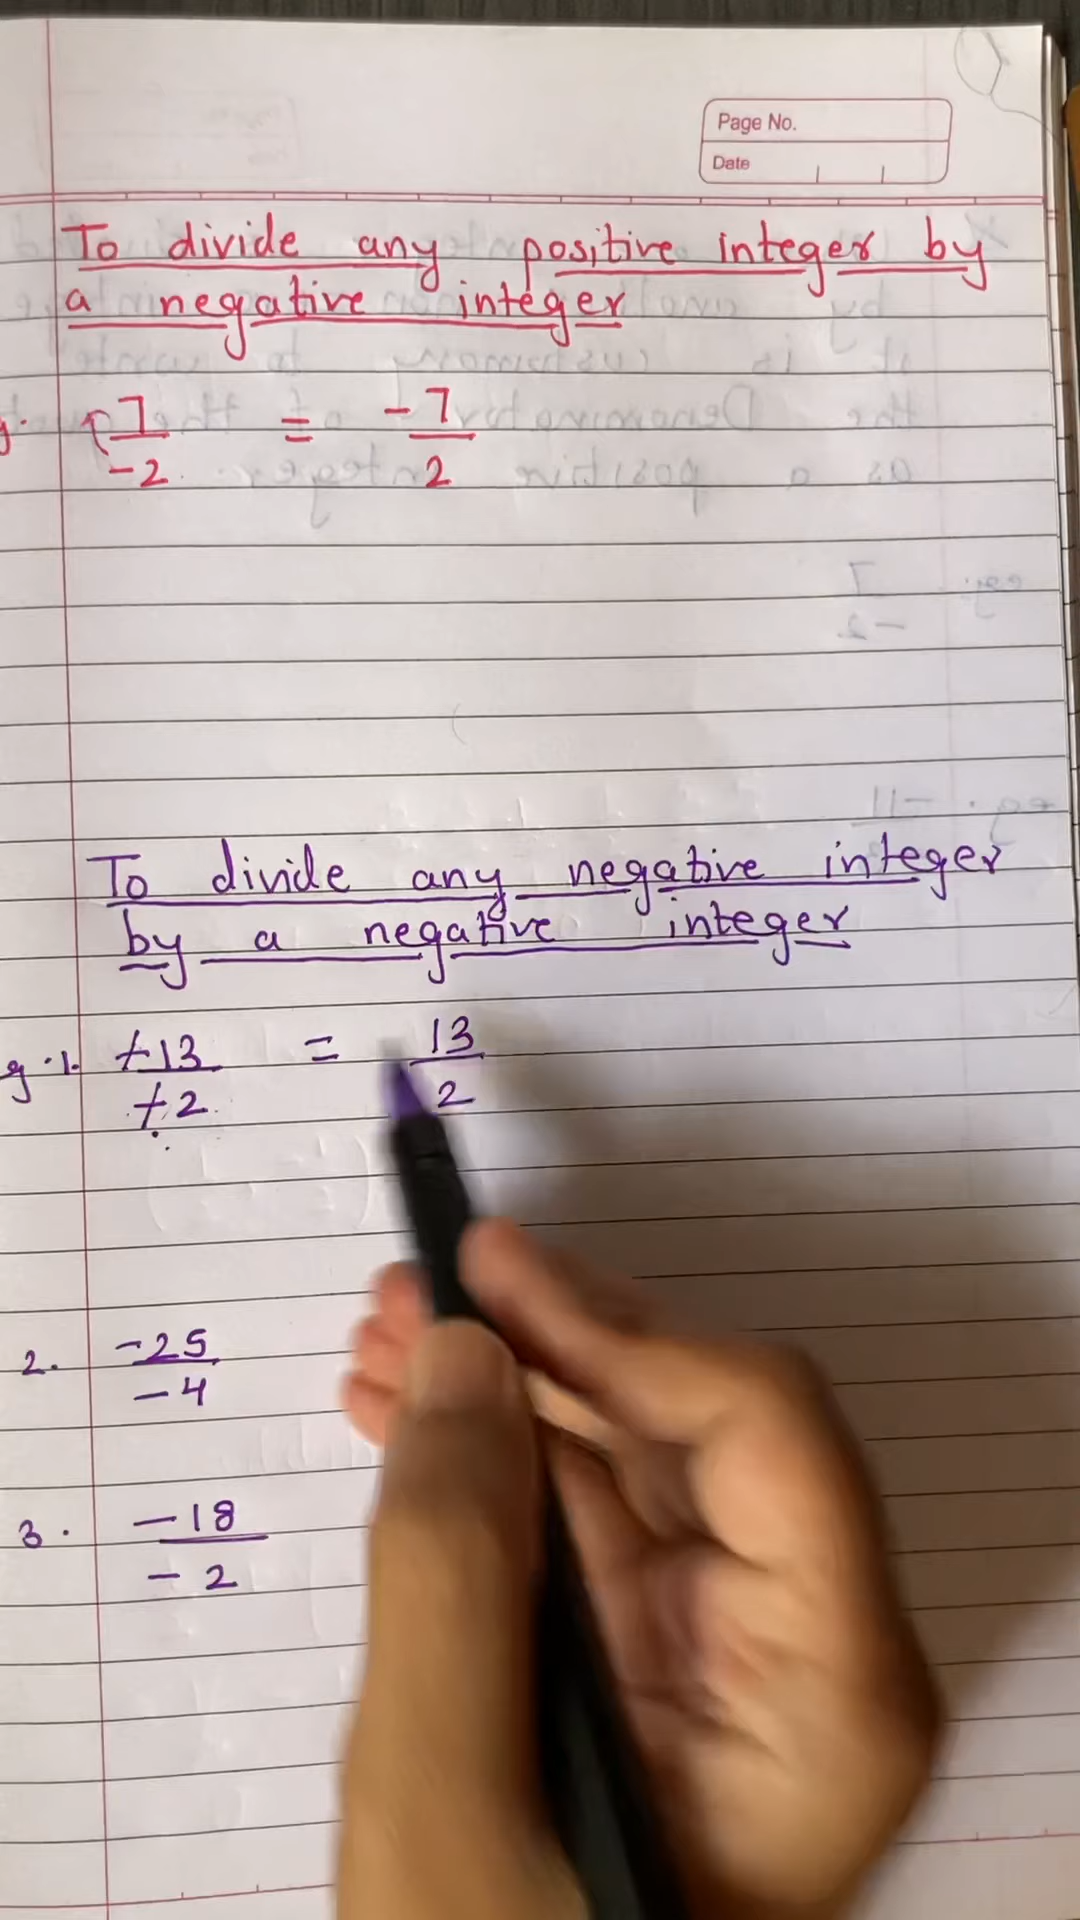 Page No.
Date
To divide any positive integer by
a negative integer
7 = -7
-2 2
To divide any negative integer
by a negative integer
g.1. -13 = 13
-2 2
2. -25
-4
3. -18
-2